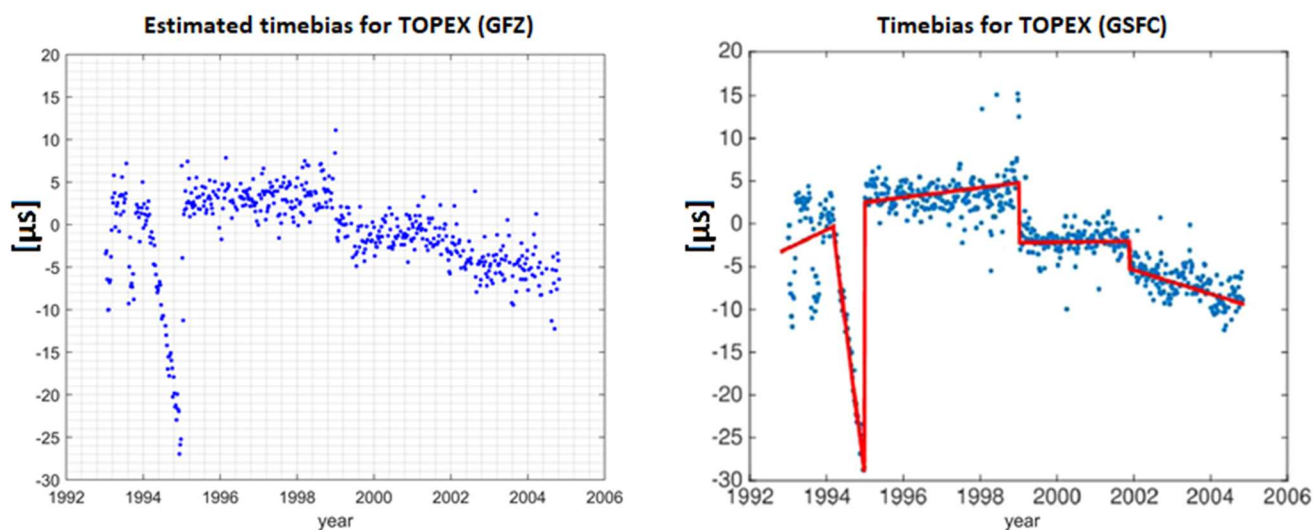 Estimated timebias for TOPEX (GFZ)
20
15
10
5
0
-5
-10
-15
-20
-25
-30
[µs]
1992 1994 1996 1998 2000 2002 2004 2006
year
Timebias for TOPEX (GSFC)
20
15
10
5
0
-5
-10
-15
-20
-25
-30
[µs]
1992 1994 1996 1998 2000 2002 2004 2006
year